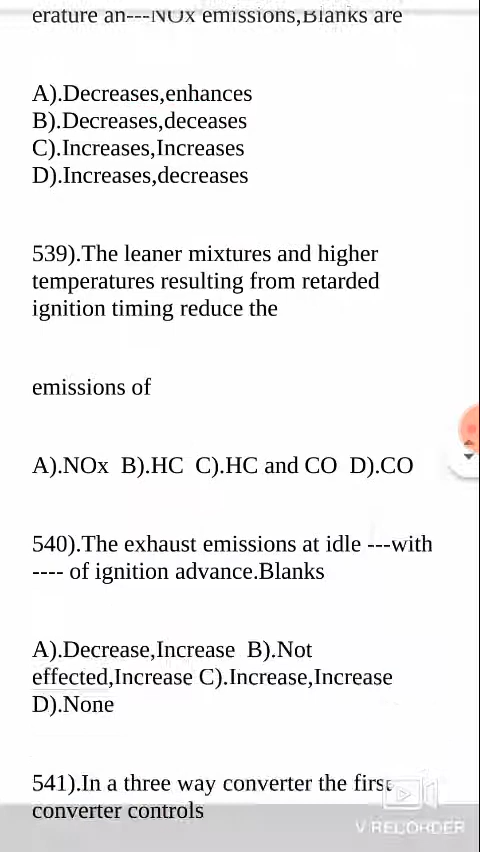 erature an---NOx emissions,Blanks are
A).Decreases,enhances
B).Decreases,deceases
C).Increases,Increases
D).Increases,decreases
539).The leaner mixtures and higher
temperatures resulting from retarded
ignition timing reduce the
emissions of
A).NOx B).HC C).HC and CO D).CO
540).The exhaust emissions at idle ---with
---- of ignition advance.Blanks
A).Decrease,Increase B).Not
effected,Increase C).Increase,Increase
D).None
541).In a three way converter the first
converter controls
V RECORDER